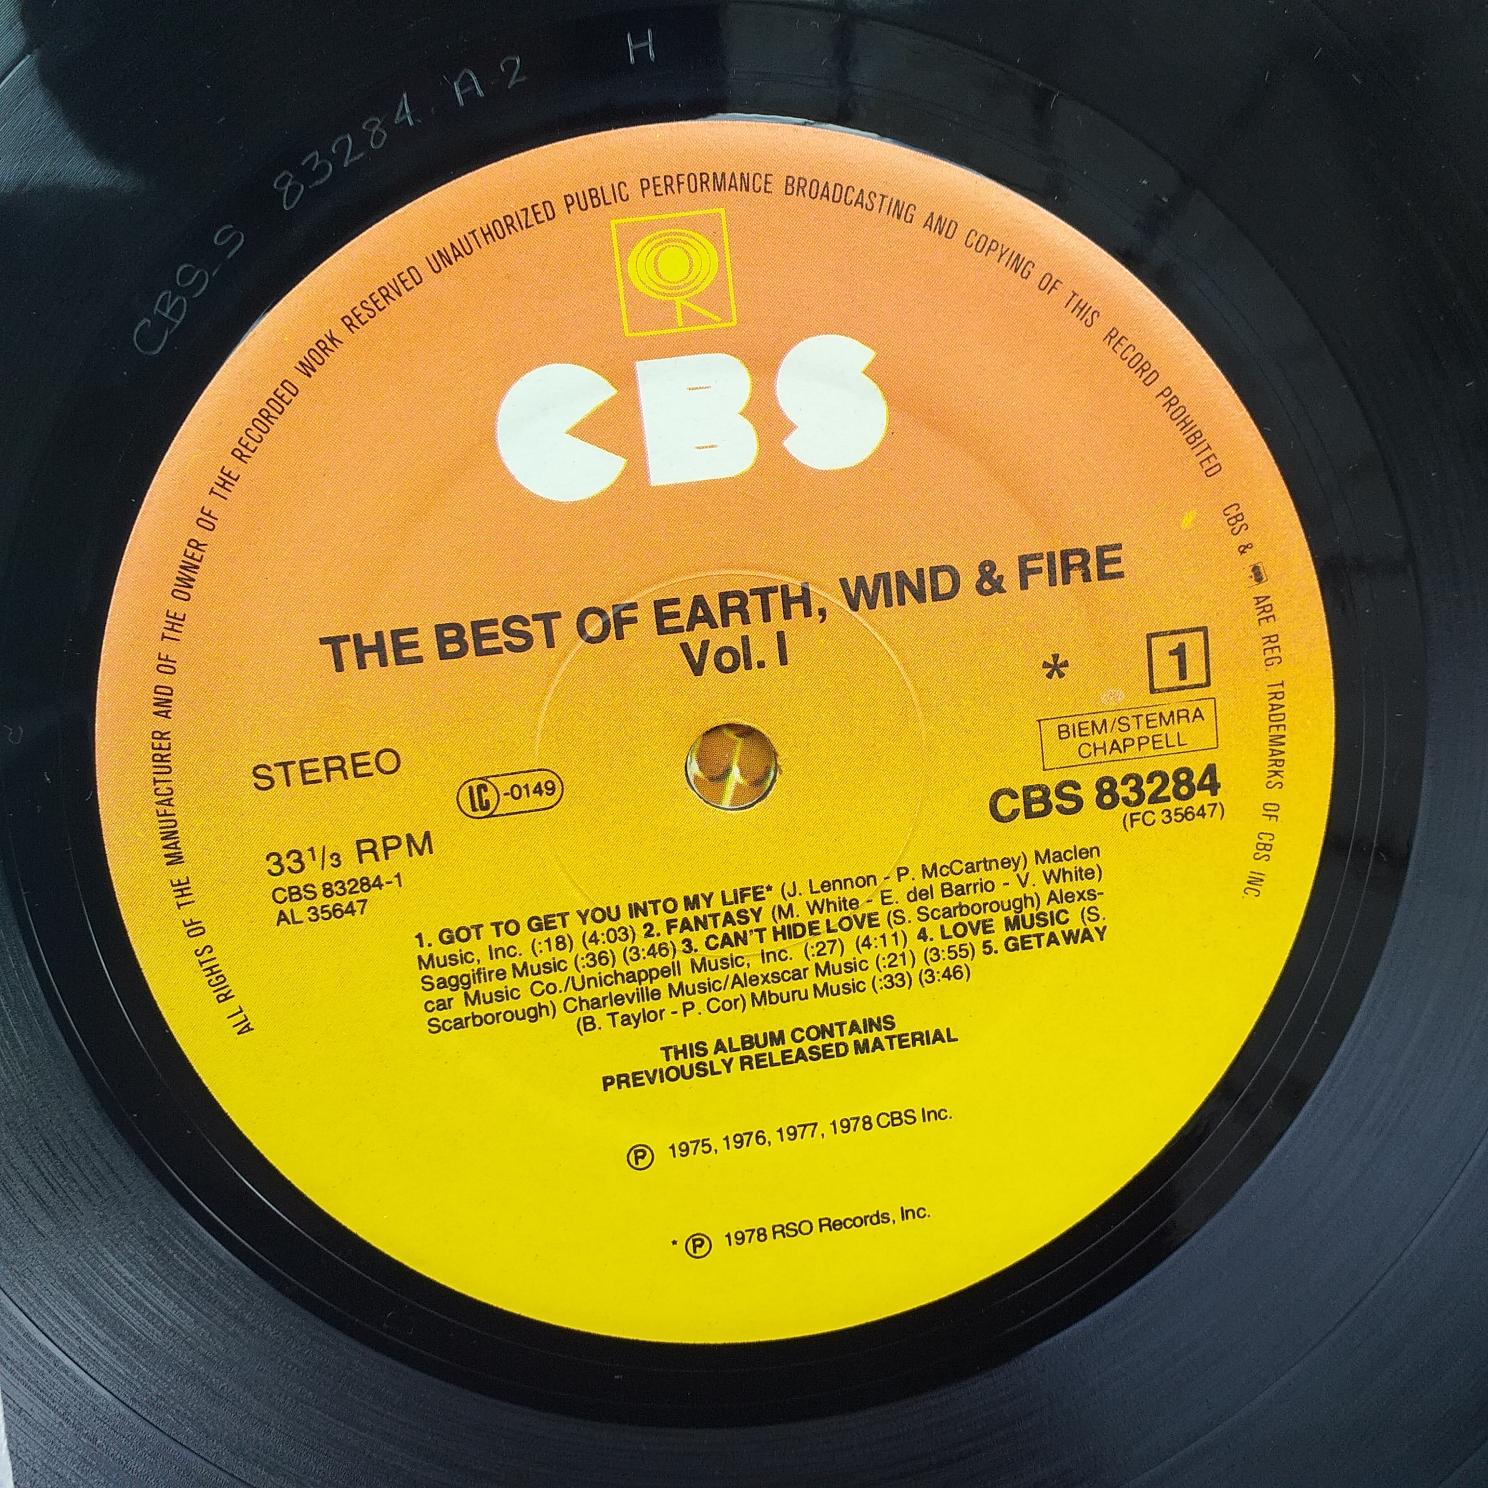 CBS_S 83284 A-2 H
ALL RIGHTS OF THE MANUFACTURER AND OF THE OWNER OF THE RECORDED WORK RESERVED UNAUTHORIZED PUBLIC PERFORMANCE BROADCASTING AND COPYING OF THIS RECORD PROHIBITED CBS & ARE REG. TRADEMARKS OF CBS INC.
CBS
THE BEST OF EARTH, WIND & FIRE
Vol. I
* 1
BIEM/STEMRA
CHAPPELL
STEREO
LC-0149
CBS 83284
(FC 35647)
33 1/3 RPM
CBS 83284-1
AL 35647
1. GOT TO GET YOU INTO MY LIFE* (J. Lennon - P. McCartney) Maclen
Music, Inc. (:18) (4:03) 2. FANTASY (M. White - E. del Barrio - V. White)
Saggifire Music (:36) (3:46) 3. CAN'T HIDE LOVE (S. Scarborough) Alexs-
car Music Co./Unichappell Music, Inc. (:27) (4:11) 4. LOVE MUSIC (S.
Scarborough) Charleville Music/Alexscar Music (:21) (3:55) 5. GETAWAY
(B. Taylor - P. Cor) Mburu Music (:33) (3:46)
THIS ALBUM CONTAINS
PREVIOUSLY RELEASED MATERIAL
℗ 1975, 1976, 1977, 1978 CBS Inc.
* ℗ 1978 RSO Records, Inc.